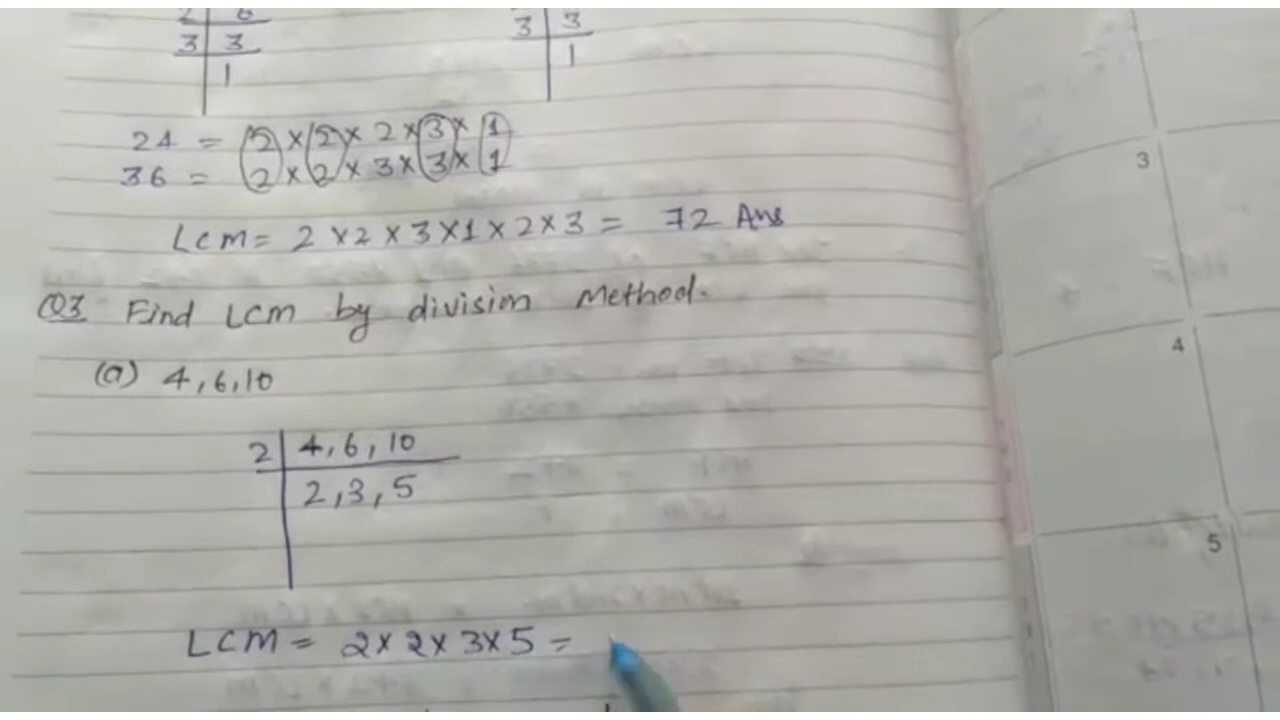 2 6
3 3
1
3 3
1
24 = 2 × 2 × 2 × 3 × 1
36 = 2 × 2 × 3 × 3 × 1
LCM = 2 × 2 × 3 × 1 × 2 × 3 = 72 Ans
Q3 Find LCM by division Method.
(a) 4, 6, 10
2 4, 6, 10
2, 3, 5
LCM = 2 × 2 × 3 × 5 =
3
4
5